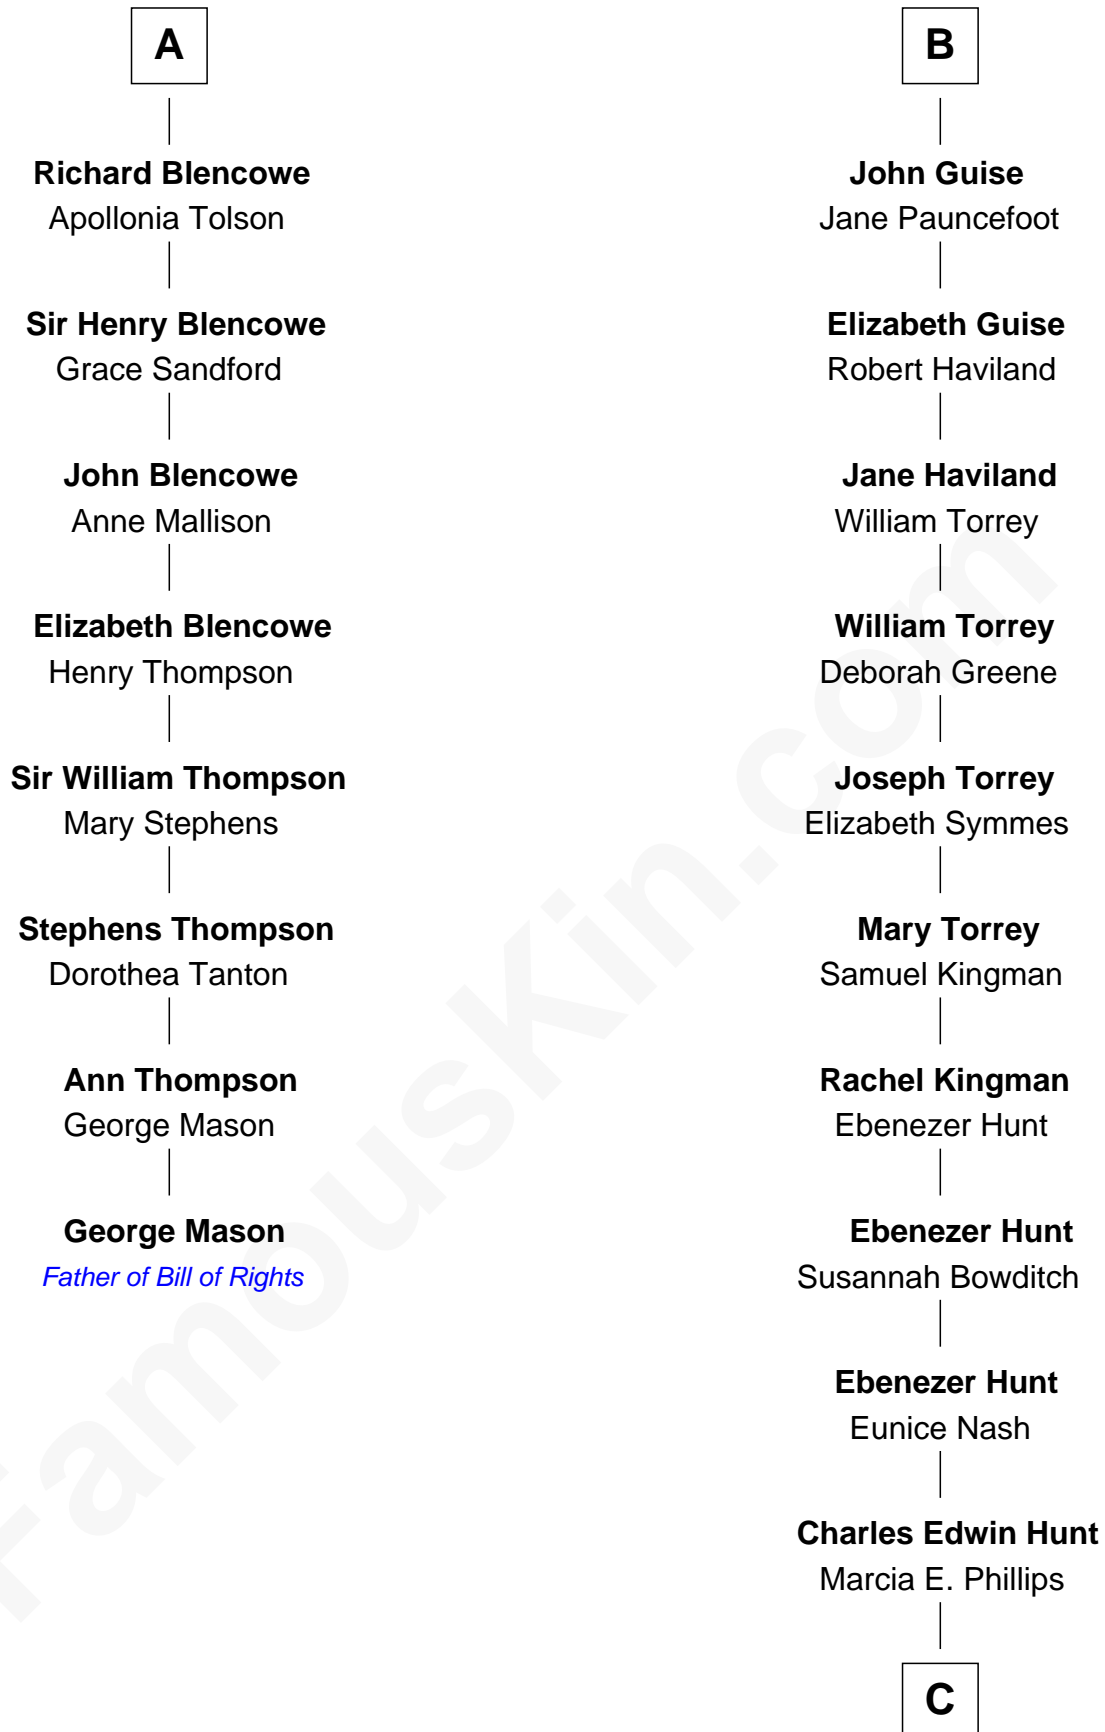 A
Richard Blencowe
Apollonia Tolson
Sir Henry Blencowe
Grace Sandford
John Blencowe
Anne Mallison
Elizabeth Blencowe
Henry Thompson
Sir William Thompson
Mary Stephens
Stephens Thompson
Dorothea Tanton
Ann Thompson
George Mason
George Mason
Father of Bill of Rights
B
John Guise
Jane Pauncefoot
Elizabeth Guise
Robert Haviland
Jane Haviland
William Torrey
William Torrey
Deborah Greene
Joseph Torrey
Elizabeth Symmes
Mary Torrey
Samuel Kingman
Rachel Kingman
Ebenezer Hunt
Ebenezer Hunt
Susannah Bowditch
Ebenezer Hunt
Eunice Nash
Charles Edwin Hunt
Marcia E. Phillips
C
FamousKin.com